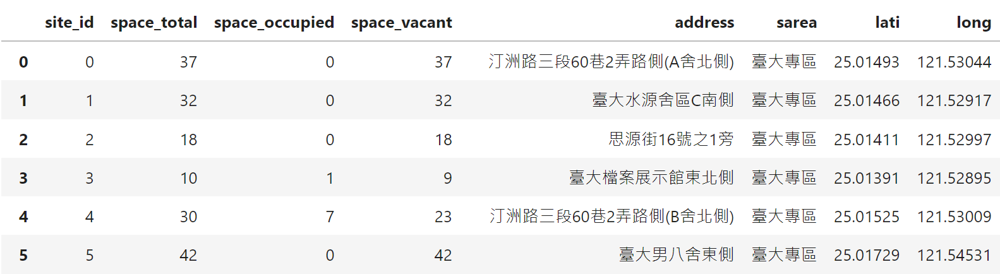 site_id space_total space_occupied space_vacant address sarea lati long
0 0 37 0 37 汀洲路三段60巷2弄路側(A舍北側) 臺大專區 25.01493 121.53044
1 1 32 0 32 臺大水源舍區C南側 臺大專區 25.01466 121.52917
2 2 18 0 18 思源街16號之1旁 臺大專區 25.01411 121.52997
3 3 10 1 9 臺大檔案展示館東北側 臺大專區 25.01391 121.52895
4 4 30 7 23 汀洲路三段60巷2弄路側(B舍北側) 臺大專區 25.01525 121.53009
5 5 42 0 42 臺大男八舍東側 臺大專區 25.01729 121.54531